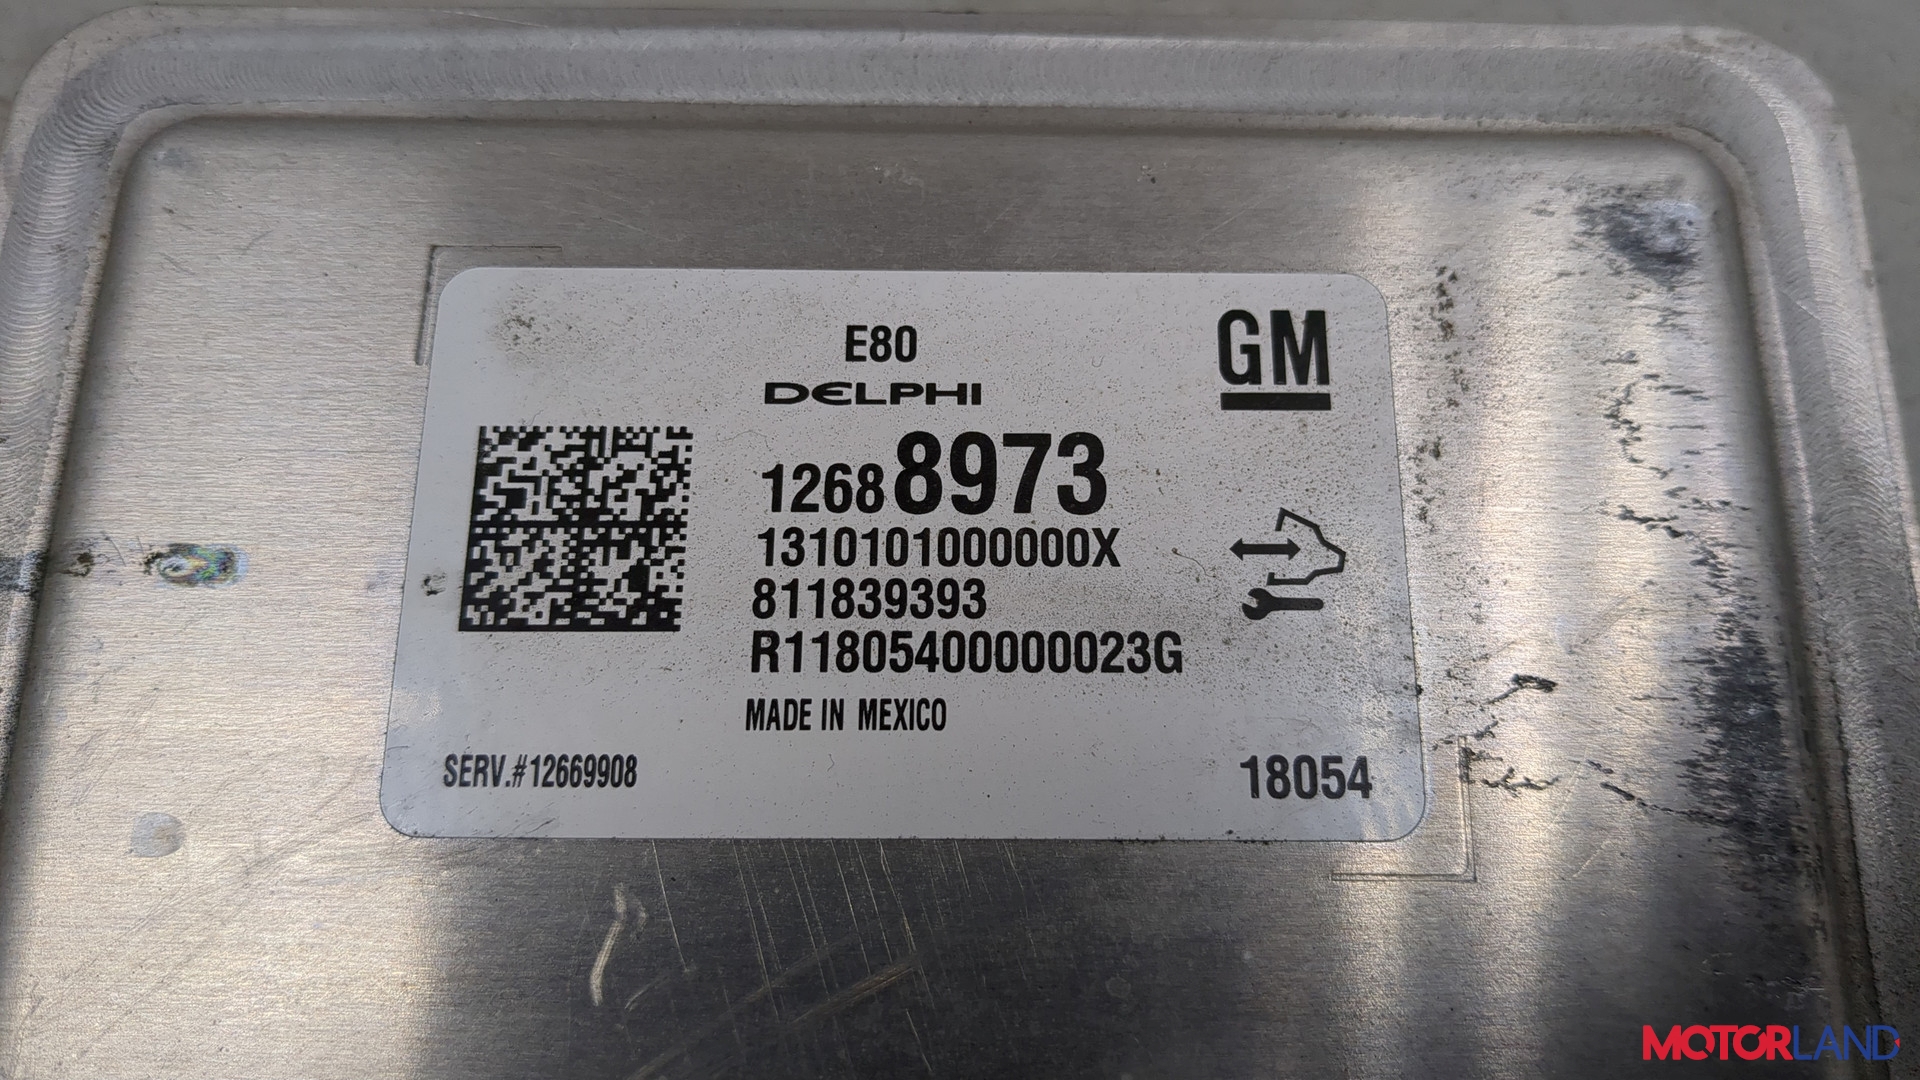 E80
DELPHI
GM
12688973
1310101000000X
811839393
R11805400000023G
MADE IN MEXICO
SERV.#12669908
18054
MOTORLAND